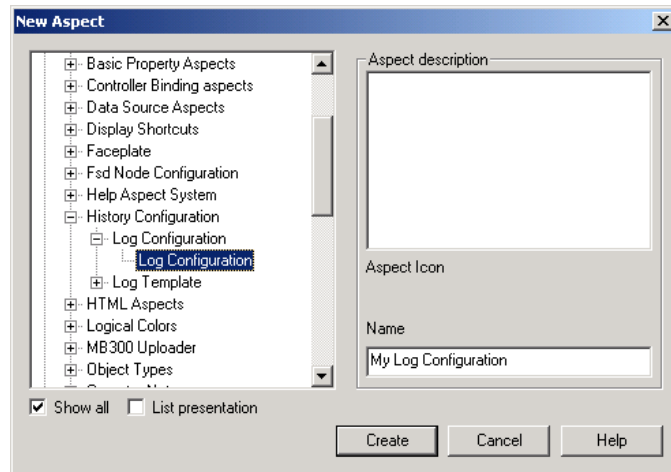 New Aspect
Basic Property Aspects
Controller Binding aspects
Data Source Aspects
Display Shortcuts
Faceplate
Fsd Node Configuration
Help Aspect System
History Configuration
Log Configuration
Log Configuration
Log Template
HTML Aspects
Logical Colors
MB300 Uploader
Object Types
Show all
List presentation
Aspect description
Aspect Icon
Name
My Log Configuration
Create
Cancel
Help